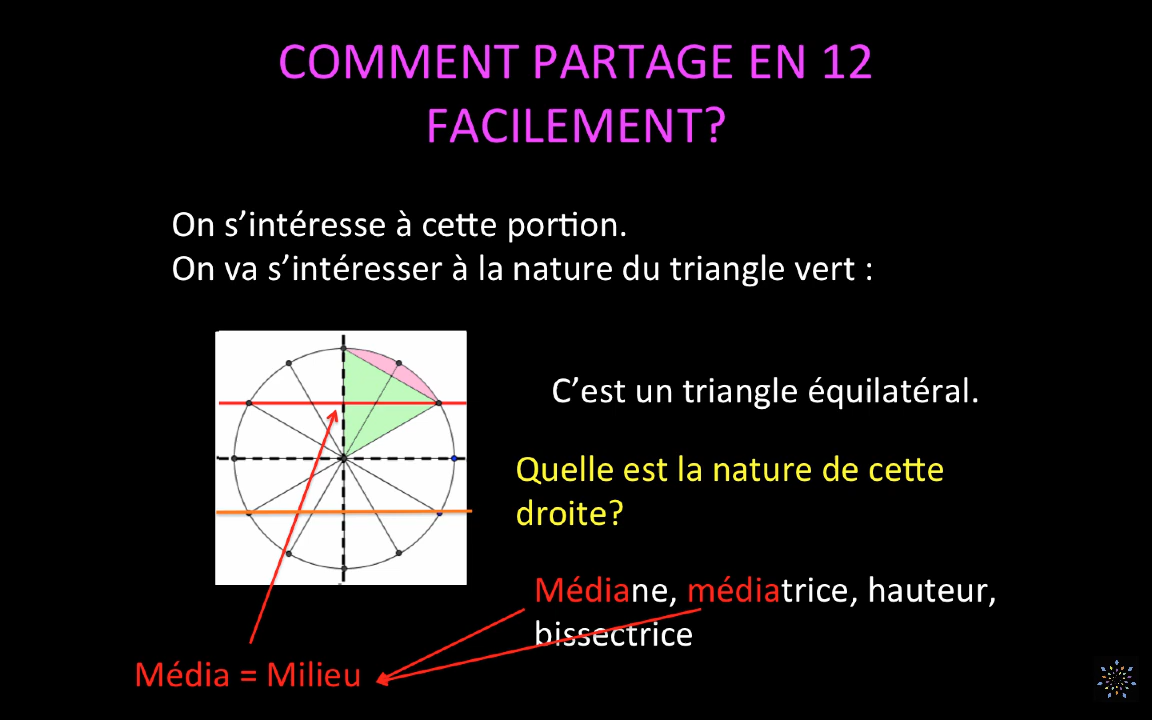 COMMENT PARTAGE EN 12
FACILEMENT?
On s’intéresse à cette portion.
On va s’intéresser à la nature du triangle vert :
C’est un triangle équilatéral.
Quelle est la nature de cette
droite?
Médiane, médiatrice, hauteur,
bissectrice
Média = Milieu